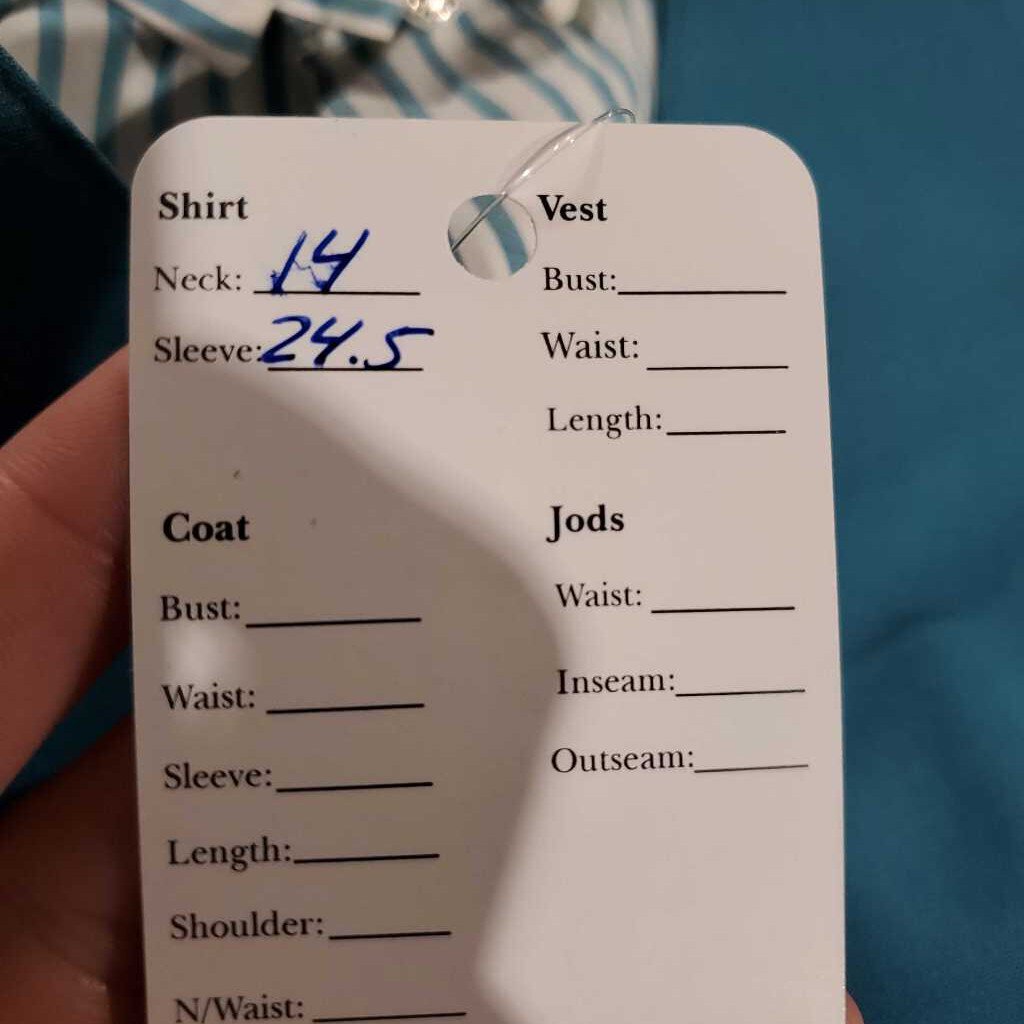 Shirt
Neck: 14
Sleeve: 24.5
Coat
Bust:
Waist:
Sleeve:
Length:
Shoulder:
N/Waist:
Vest
Bust:
Waist:
Length:
Jods
Waist:
Inseam:
Outseam: